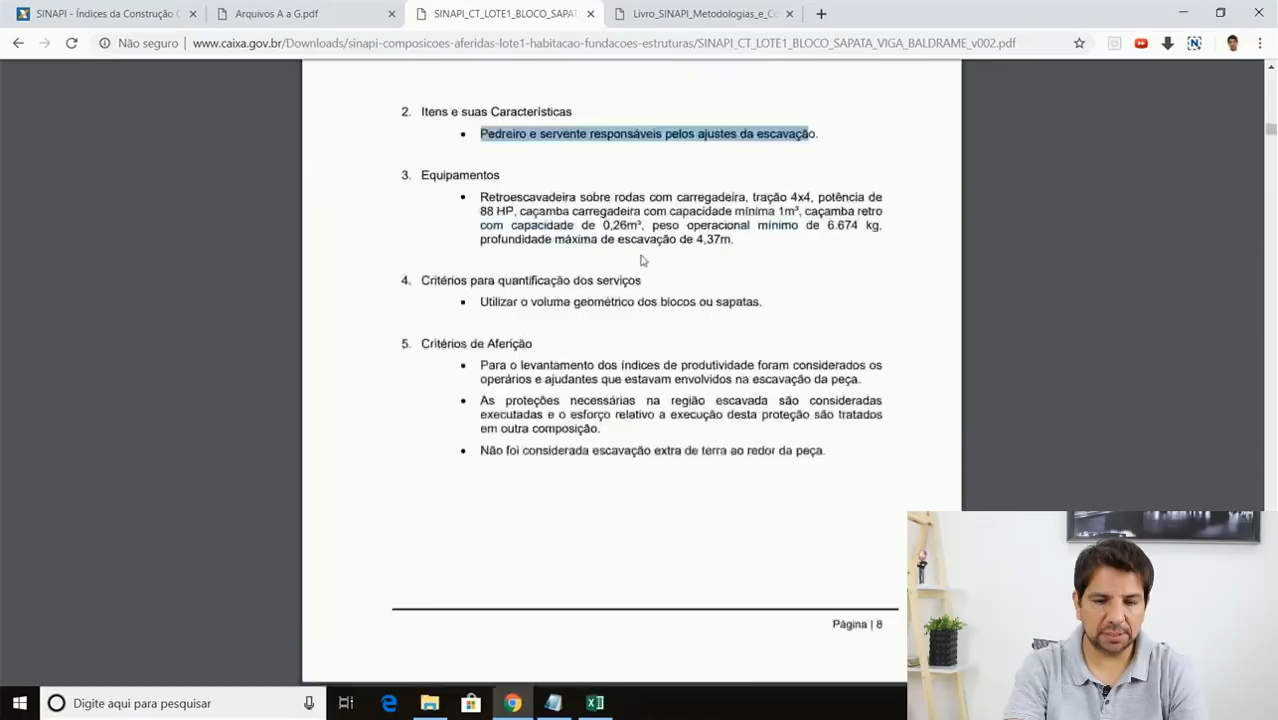 SINAPI - Índices da Construção C
Arquivos A a G.pdf
SINAPI_CT_LOTE1_BLOCO_SAPATA
Livro_SINAPI_Metodologias_e_Co
Não seguro
www.caixa.gov.br/Downloads/sinapi-composicoes-aferidas-lote1-habitacao-fundacoes-estruturas/SINAPI_CT_LOTE1_BLOCO_SAPATA_VIGA_BALDRAME_v002.pdf
2. Itens e suas Características
• Pedreiro e servente responsáveis pelos ajustes da escavação.
3. Equipamentos
• Retroescavadeira sobre rodas com carregadeira, tração 4x4, potência de
88 HP, caçamba carregadeira com capacidade mínima 1m³, caçamba retro
com capacidade de 0,26m³, peso operacional mínimo de 6.674 kg,
profundidade máxima de escavação de 4,37m.
4. Critérios para quantificação dos serviços
• Utilizar o volume geométrico dos blocos ou sapatas.
5. Critérios de Aferição
• Para o levantamento dos índices de produtividade foram considerados os
operários e ajudantes que estavam envolvidos na escavação da peça.
• As proteções necessárias na região escavada são consideradas
executadas e o esforço relativo a execução desta proteção são tratados
em outra composição.
• Não foi considerada escavação extra de terra ao redor da peça.
Página | 8
Digite aqui para pesquisar